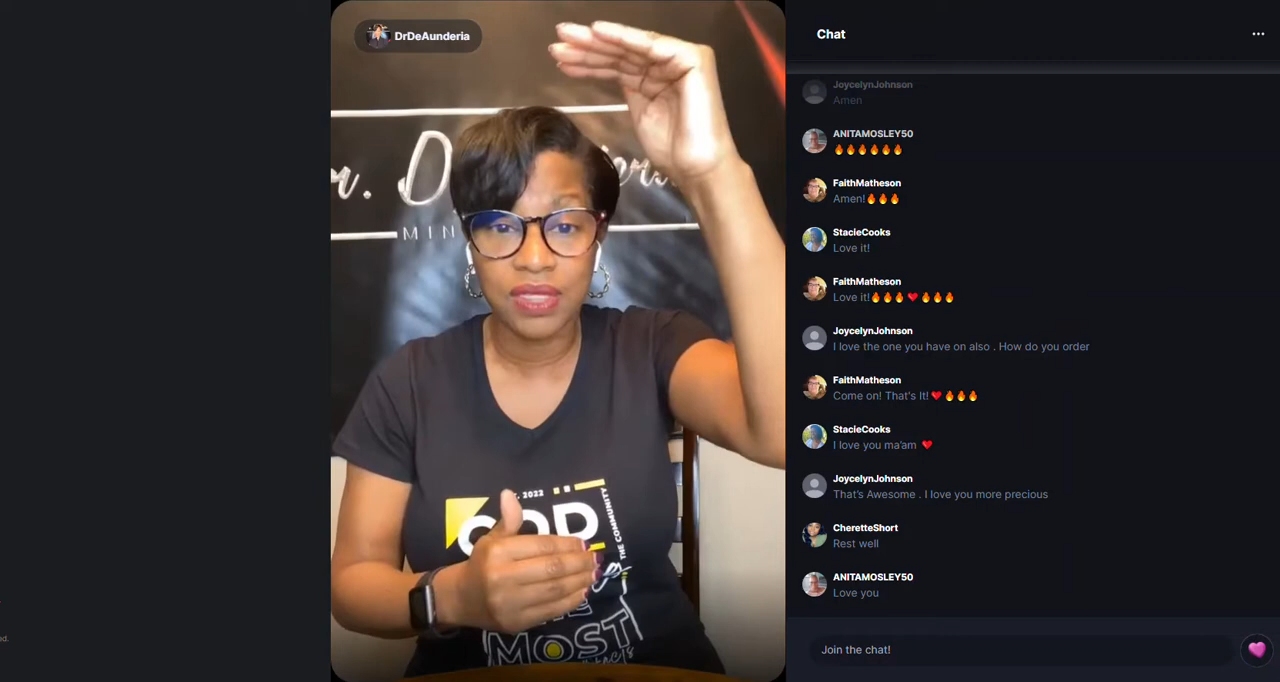 DrDeAunderia
r. D
MIN
. 2022
GOD
THE COMMUNITY
MOST
Chat
JoycelynJohnson
Amen
ANITAMOSLEY50
🔥🔥🔥🔥🔥🔥
FaithMatheson
Amen!🔥🔥🔥
StacieCooks
Love it!
FaithMatheson
Love it!🔥🔥🔥❤️🔥🔥🔥
JoycelynJohnson
I love the one you have on also . How do you order
FaithMatheson
Come on! That's It!❤️🔥🔥🔥
StacieCooks
I love you ma'am ❤️
JoycelynJohnson
That's Awesome . I love you more precious
CheretteShort
Rest well
ANITAMOSLEY50
Love you
Join the chat!